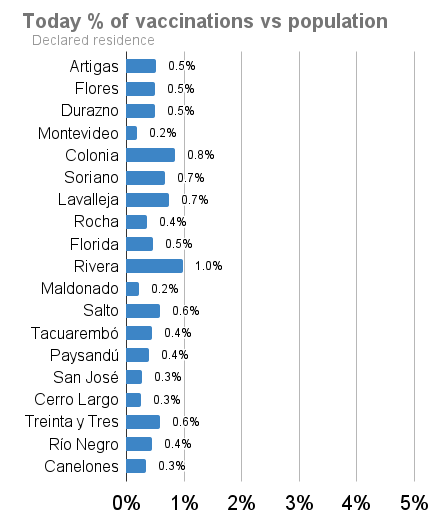 Today % of vaccinations vs population
Declared residence
Artigas 0.5%
Flores 0.5%
Durazno 0.5%
Montevideo 0.2%
Colonia 0.8%
Soriano 0.7%
Lavalleja 0.7%
Rocha 0.4%
Florida 0.5%
Rivera 1.0%
Maldonado 0.2%
Salto 0.6%
Tacuarembó 0.4%
Paysandú 0.4%
San José 0.3%
Cerro Largo 0.3%
Treinta y Tres 0.6%
Río Negro 0.4%
Canelones 0.3%
0% 1% 2% 3% 4% 5%